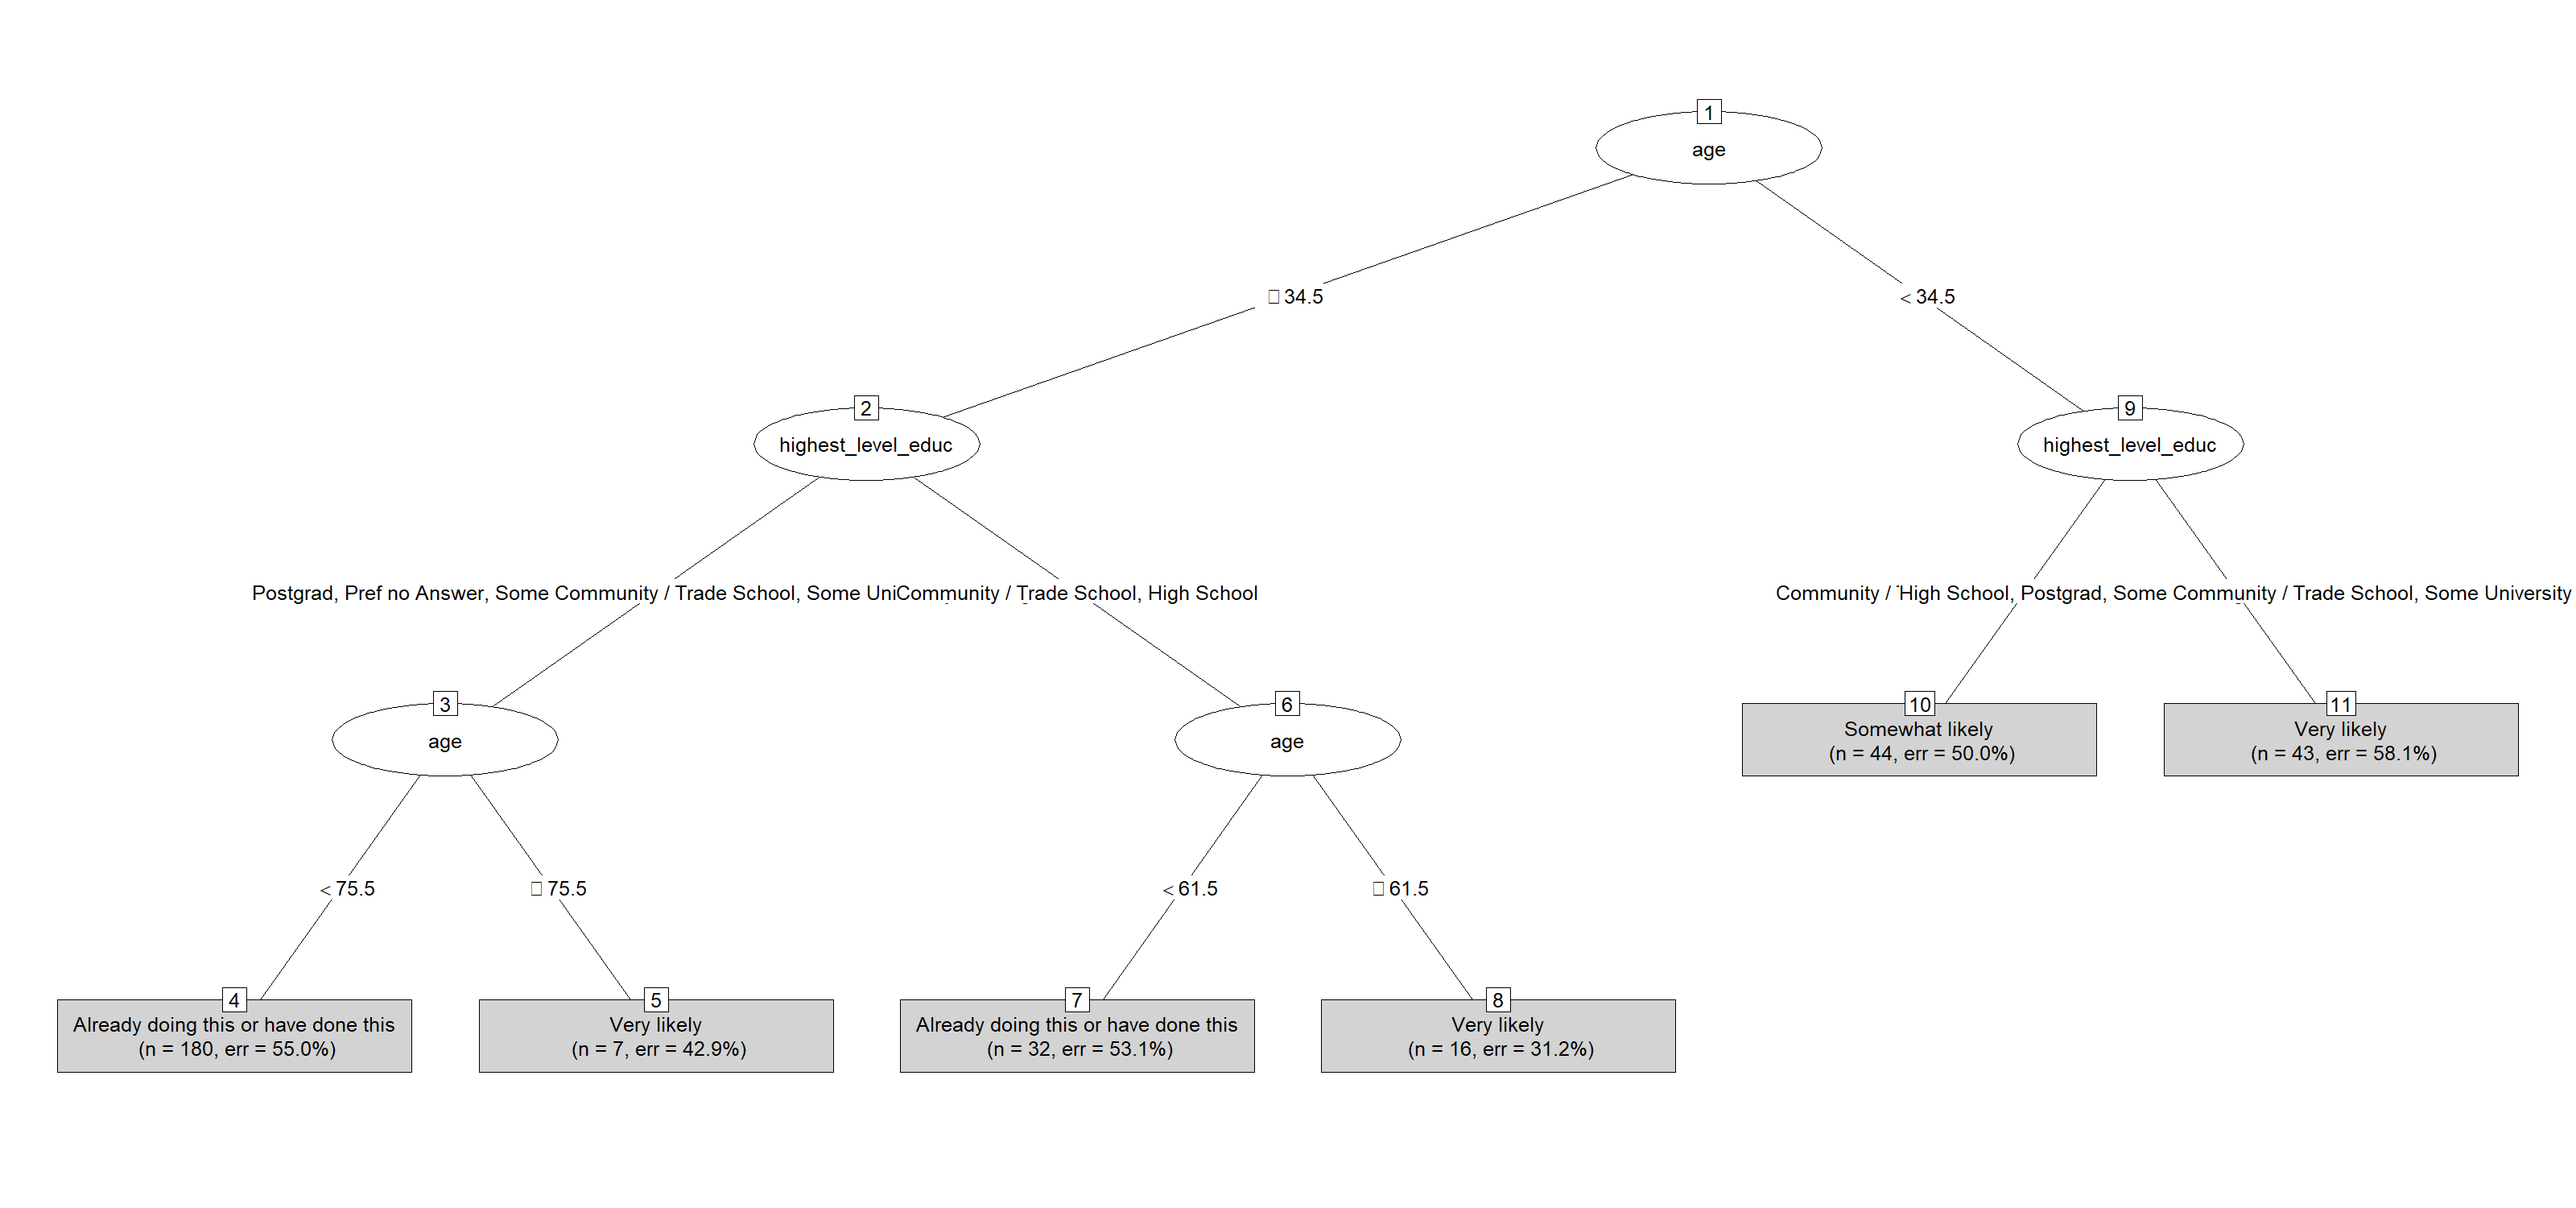 1
age
≥ 34.5
< 34.5
2
highest_level_educ
9
highest_level_educ
Postgrad, Pref no Answer, Some Community / Trade School, Some Uni
Community / Trade School, High School
Community /
High School, Postgrad, Some Community / Trade School, Some University
3
age
6
age
10
Somewhat likely
(n = 44, err = 50.0%)
11
Very likely
(n = 43, err = 58.1%)
< 75.5
□ 75.5
< 61.5
□ 61.5
4
Already doing this or have done this
(n = 180, err = 55.0%)
5
Very likely
(n = 7, err = 42.9%)
7
Already doing this or have done this
(n = 32, err = 53.1%)
8
Very likely
(n = 16, err = 31.2%)